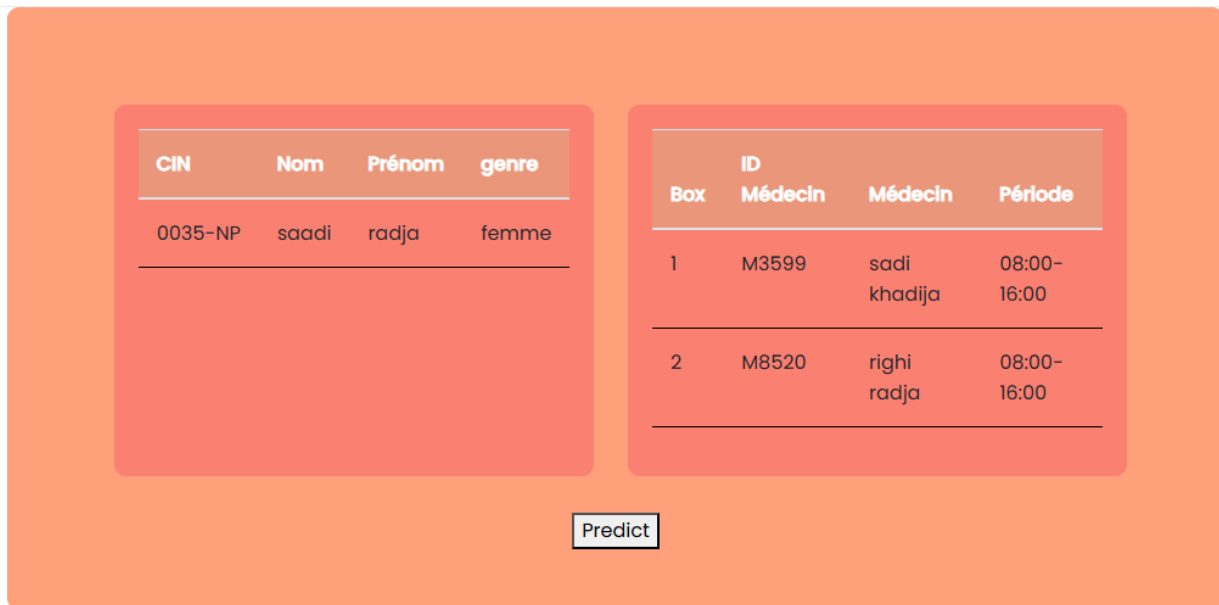 CIN Nom Prénom genre
0035-NP saadi radja femme
ID
Box Médecin Médecin Période
1 M3599 sadi 08:00-
khadija 16:00
2 M8520 righi 08:00-
radja 16:00
Predict